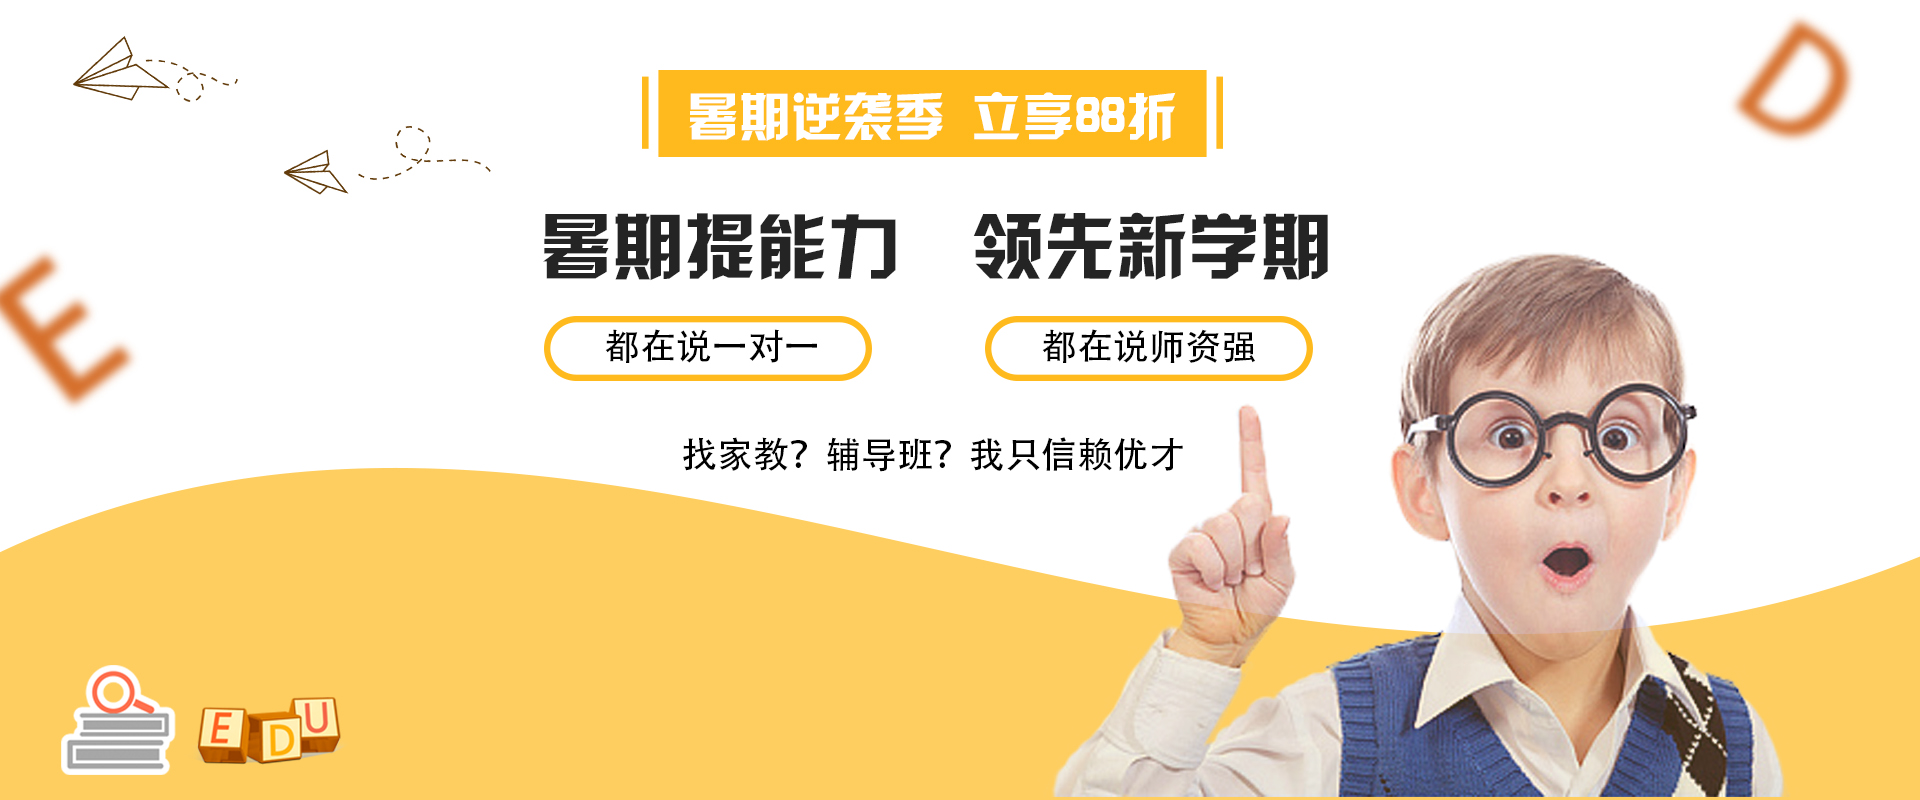 暑期逆袭季 立享88折
暑期提能力 领先新学期
都在说一对一 都在说师资强
找家教？辅导班？我只信赖优才
E
D
E D U